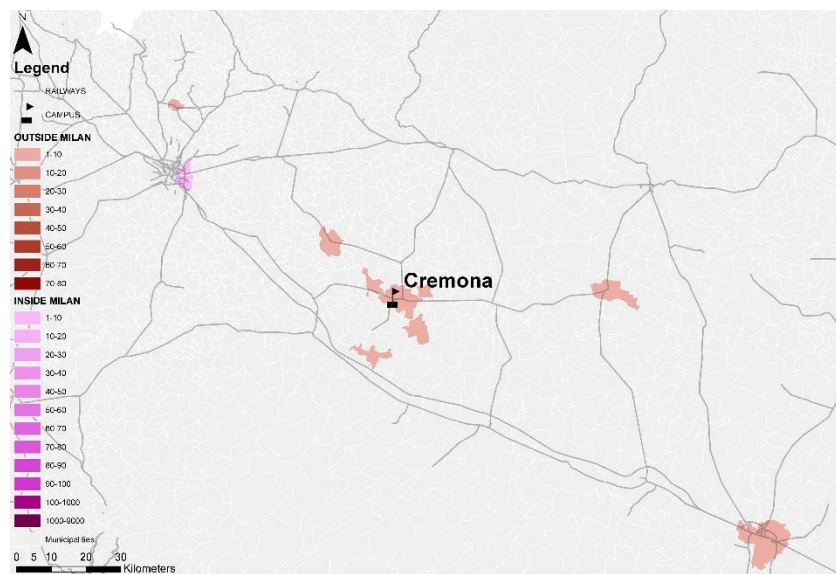 N
Legend
RAILWAYS
CAMPUS
OUTSIDE MILAN
1-10
10-20
20-30
30-40
40-50
50-60
60-70
70-80
INSIDE MILAN
1-10
10-20
20-30
30-40
40-50
50-60
60-70
70-80
80-90
90-100
100-1000
1000-9000
Municipalities
0 5 10 20 30
Kilometers
Cremona